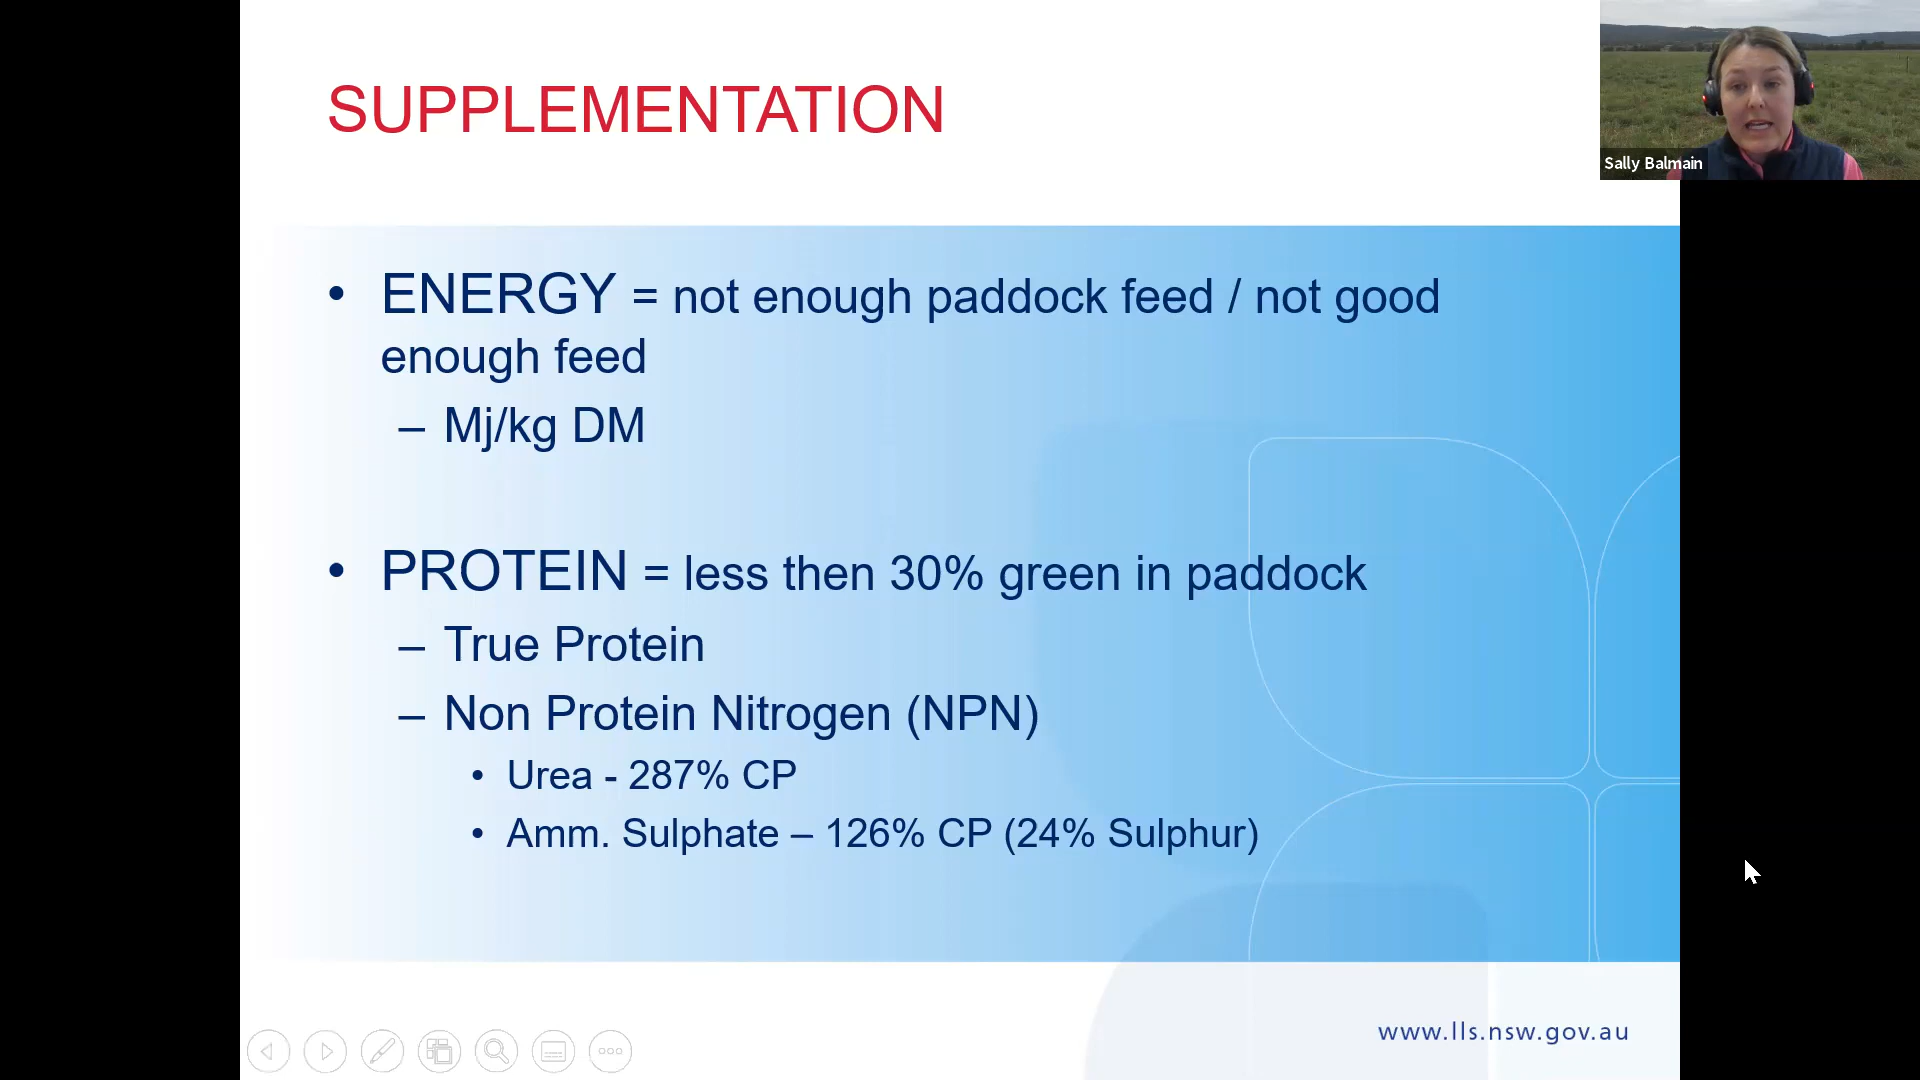 SUPPLEMENTATION
Sally Balmain
• ENERGY = not enough paddock feed / not good
enough feed
– Mj/kg DM
• PROTEIN = less then 30% green in paddock
– True Protein
– Non Protein Nitrogen (NPN)
• Urea - 287% CP
• Amm. Sulphate – 126% CP (24% Sulphur)
www.lls.nsw.gov.au